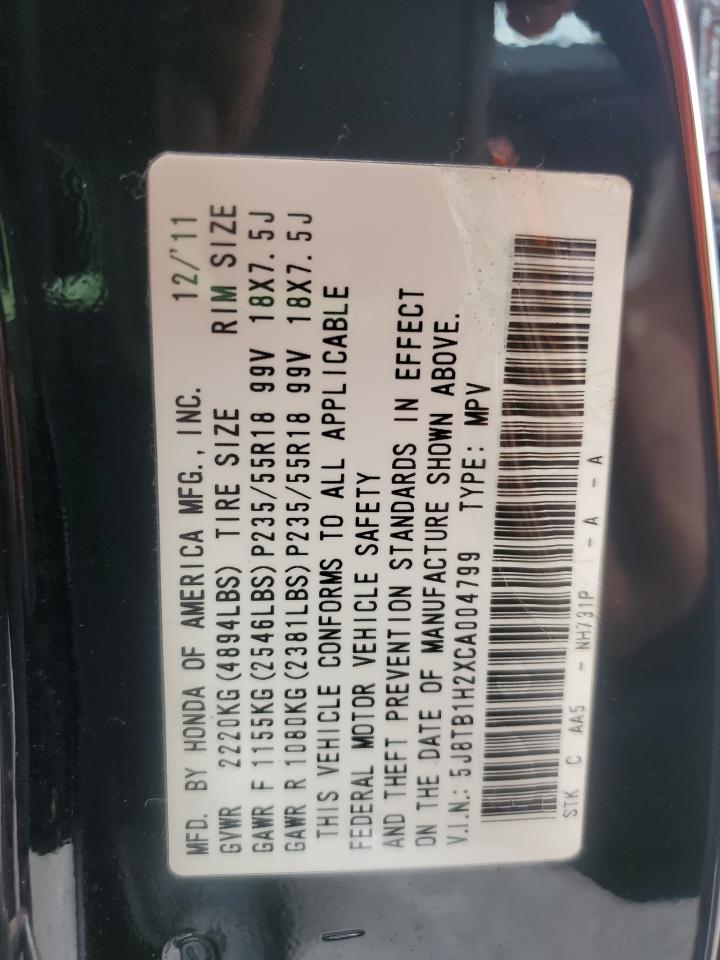 MFD. BY HONDA OF AMERICA MFG., INC. 12/'11
GVWR 2220KG(4894LBS) TIRE SIZE RIM SIZE
GAWR F 1155KG(2546LBS)P235/55R18 99V 18X7.5J
GAWR R 1080KG(2381LBS)P235/55R18 99V 18X7.5J
THIS VEHICLE CONFORMS TO ALL APPLICABLE
FEDERAL MOTOR VEHICLE SAFETY
AND THEFT PREVENTION STANDARDS IN EFFECT
ON THE DATE OF MANUFACTURE SHOWN ABOVE.
V.I.N.: 5J8TB1H2XCA004799 TYPE: MPV
STK C AA5 - NH731P - A - A